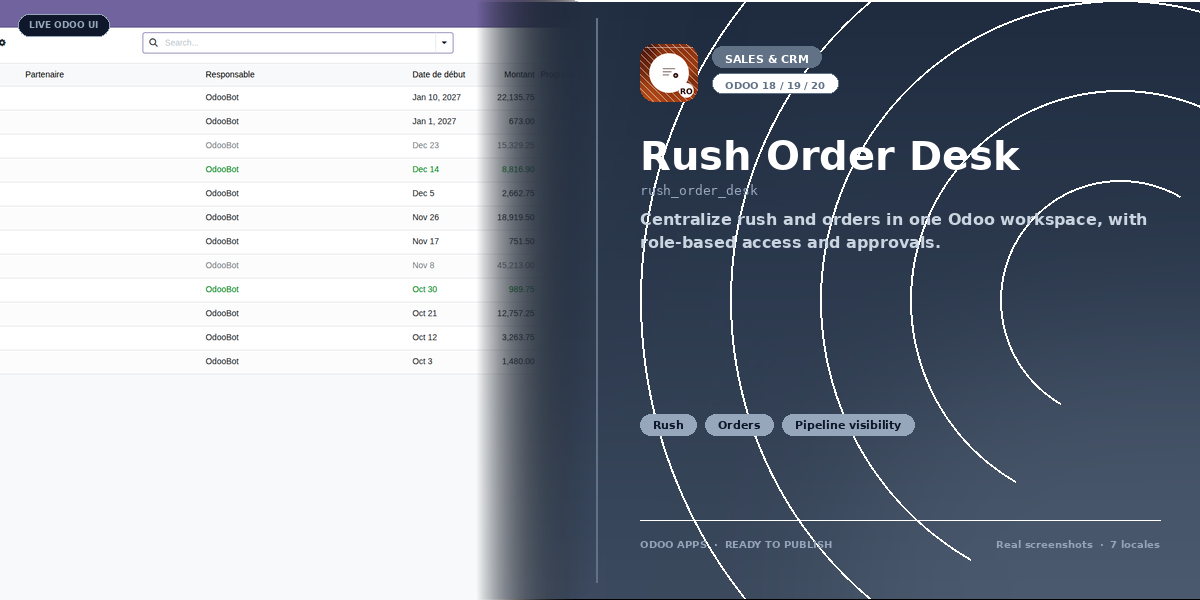 LIVE ODOO UI
Search...
Partenaire Responsable Date de début Montant
OdooBot Jan 10, 2027 22,135.75
OdooBot Jan 1, 2027 673.00
OdooBot Dec 23 15,329.25
OdooBot Dec 14 8,816.90
OdooBot Dec 5 2,662.75
OdooBot Nov 26 18,919.50
OdooBot Nov 17 751.50
OdooBot Nov 8 45,213.00
OdooBot Oct 30 989.75
OdooBot Oct 21 12,757.25
OdooBot Oct 12 3,263.75
OdooBot Oct 3 1,480.00
RO
SALES & CRM
ODOO 18 / 19 / 20
Rush Order Desk
rush_order_desk
Centralize rush and orders in one Odoo workspace, with
role-based access and approvals.
Rush Orders Pipeline visibility
ODOO APPS · READY TO PUBLISH
Real screenshots · 7 locales